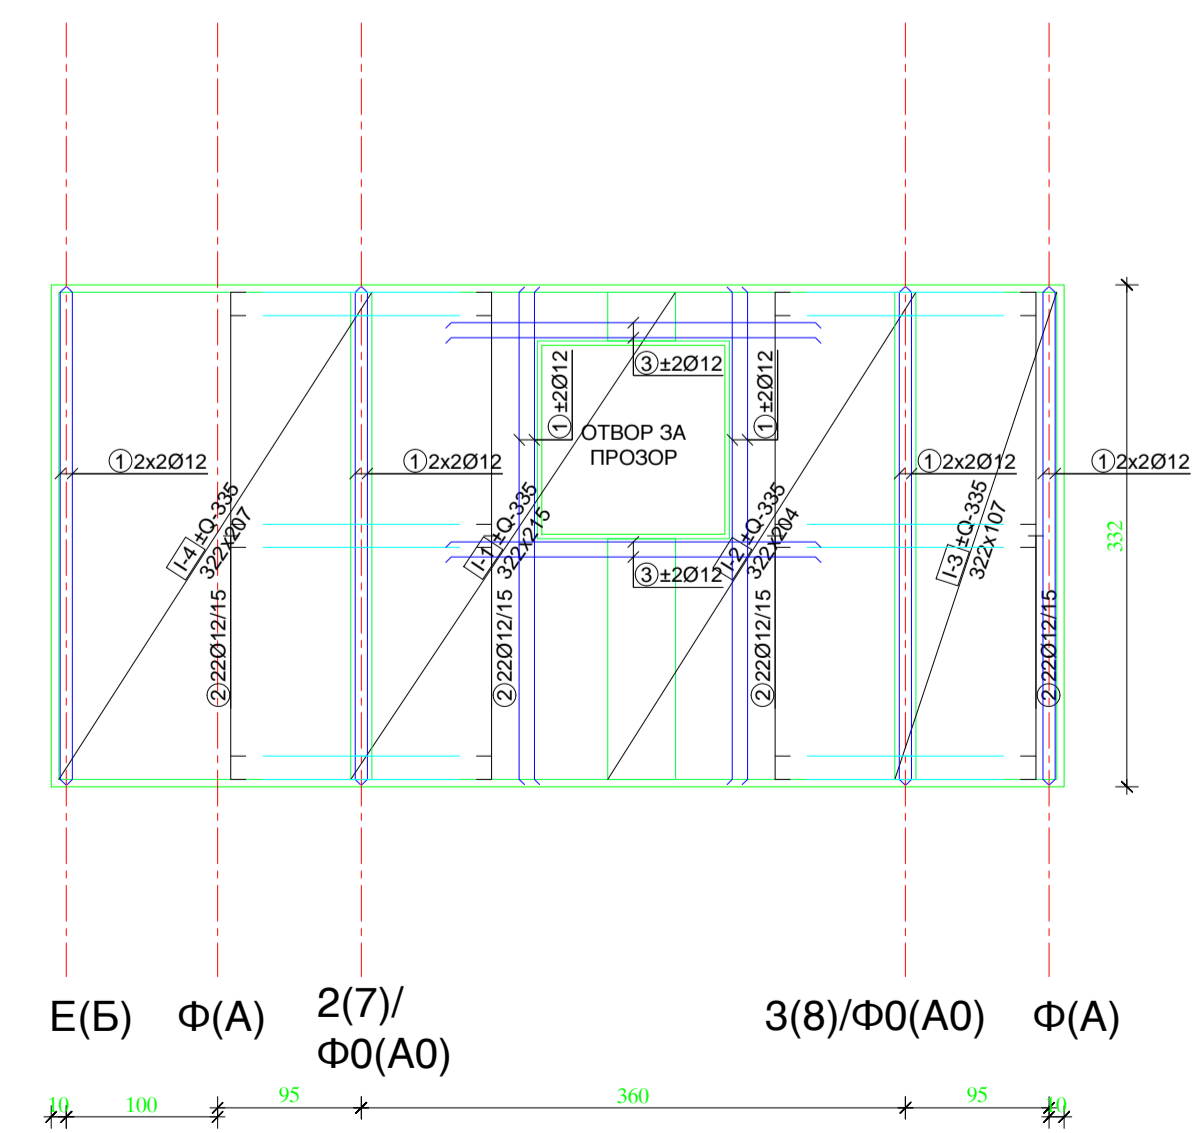 ③±2Ø12
①±2Ø12
①±2Ø12
ОТВОР ЗА
ПРОЗОР
①2x2Ø12
①2x2Ø12
①2x2Ø12
①2x2Ø12
I-4 ±Q-335
322x207
I-1 ±Q-335
322x215
I-2 ±Q-335
322x204
I-3 ±Q-335
322x107
332
③±2Ø12
②22Ø12/15
②22Ø12/15
②22Ø12/15
②22Ø12/15
Е(Б)
Ф(А)
2(7)/
Ф0(А0)
3(8)/Ф0(А0)
Ф(А)
10
100
95
360
95
10